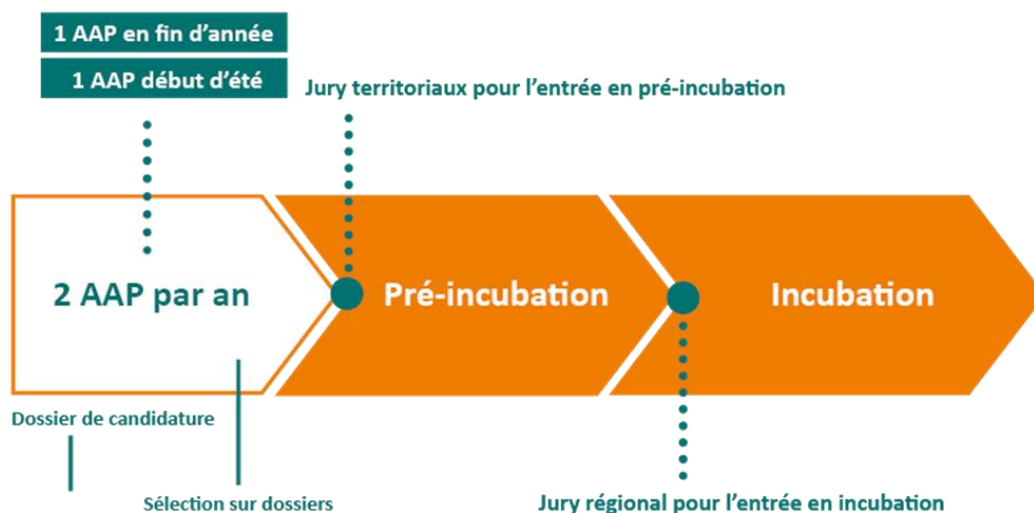 1 AAP en fin d'année
1 AAP début d'été
Jury territoriaux pour l'entrée en pré-incubation
2 AAP par an
Pré-incubation
Incubation
Dossier de candidature
Sélection sur dossiers
Jury régional pour l'entrée en incubation